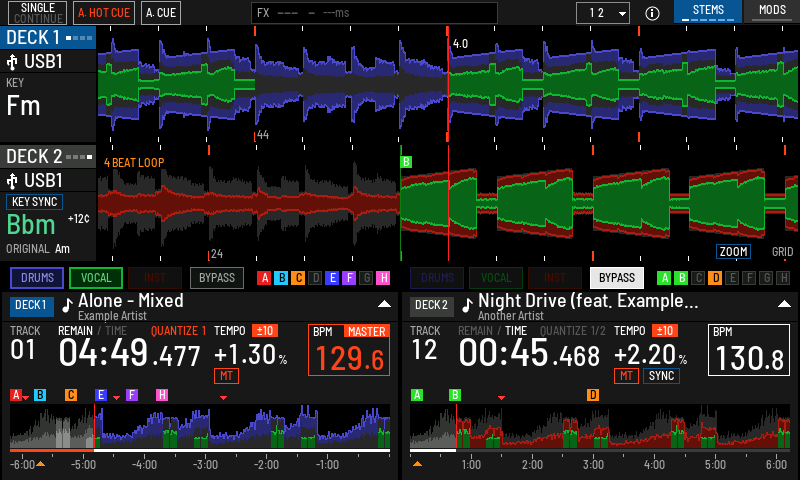 SINGLE
CONTINUE
A. HOT CUE
A. CUE
FX --- - ---ms
1 2
STEMS
MODS
DECK 1
USB1
KEY
Fm
4.0
44
DECK 2
USB1
KEY SYNC
Bbm +12¢
ORIGINAL Am
4 BEAT LOOP
B
24
ZOOM
GRID
DRUMS VOCAL INST BYPASS A B C D E F G H
DRUMS VOCAL INST BYPASS A B C D E F G H
DECK 1
Alone - Mixed
Example Artist
TRACK
01
REMAIN / TIME
QUANTIZE 1
04:49.477
TEMPO ±10
+1.30%
MT
BPM MASTER
129.6
DECK 2
Night Drive (feat. Example...
Another Artist
TRACK
12
REMAIN / TIME
QUANTIZE 1/2
00:45.468
TEMPO ±10
+2.20%
MT SYNC
BPM
130.8
A B C E F H
-6:00 -5:00 -4:00 -3:00 -2:00 -1:00
A B D
1:00 2:00 3:00 4:00 5:00 6:00